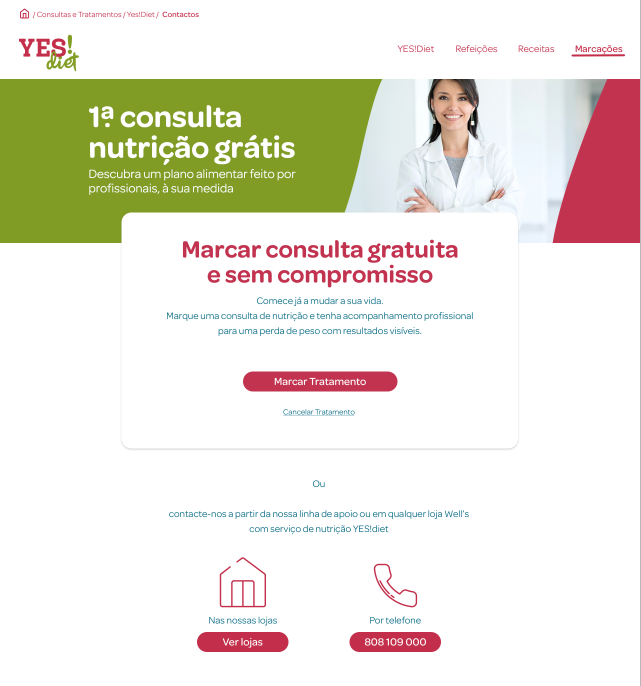 / Consultas e Tratamentos / Yes!Diet / Contactos
YES!
diet
YES!Diet Refeições Receitas Marcações
1ª consulta
nutrição grátis
Descubra um plano alimentar feito por
profissionais, à sua medida
Marcar consulta gratuita
e sem compromisso
Comece já a mudar a sua vida.
Marque uma consulta de nutrição e tenha acompanhamento profissional
para uma perda de peso com resultados visíveis.
Marcar Tratamento
Cancelar Tratamento
Ou
contacte-nos a partir da nossa linha de apoio ou em qualquer loja Well's
com serviço de nutrição YES!diet
Nas nossas lojas
Ver lojas
Por telefone
808 109 000